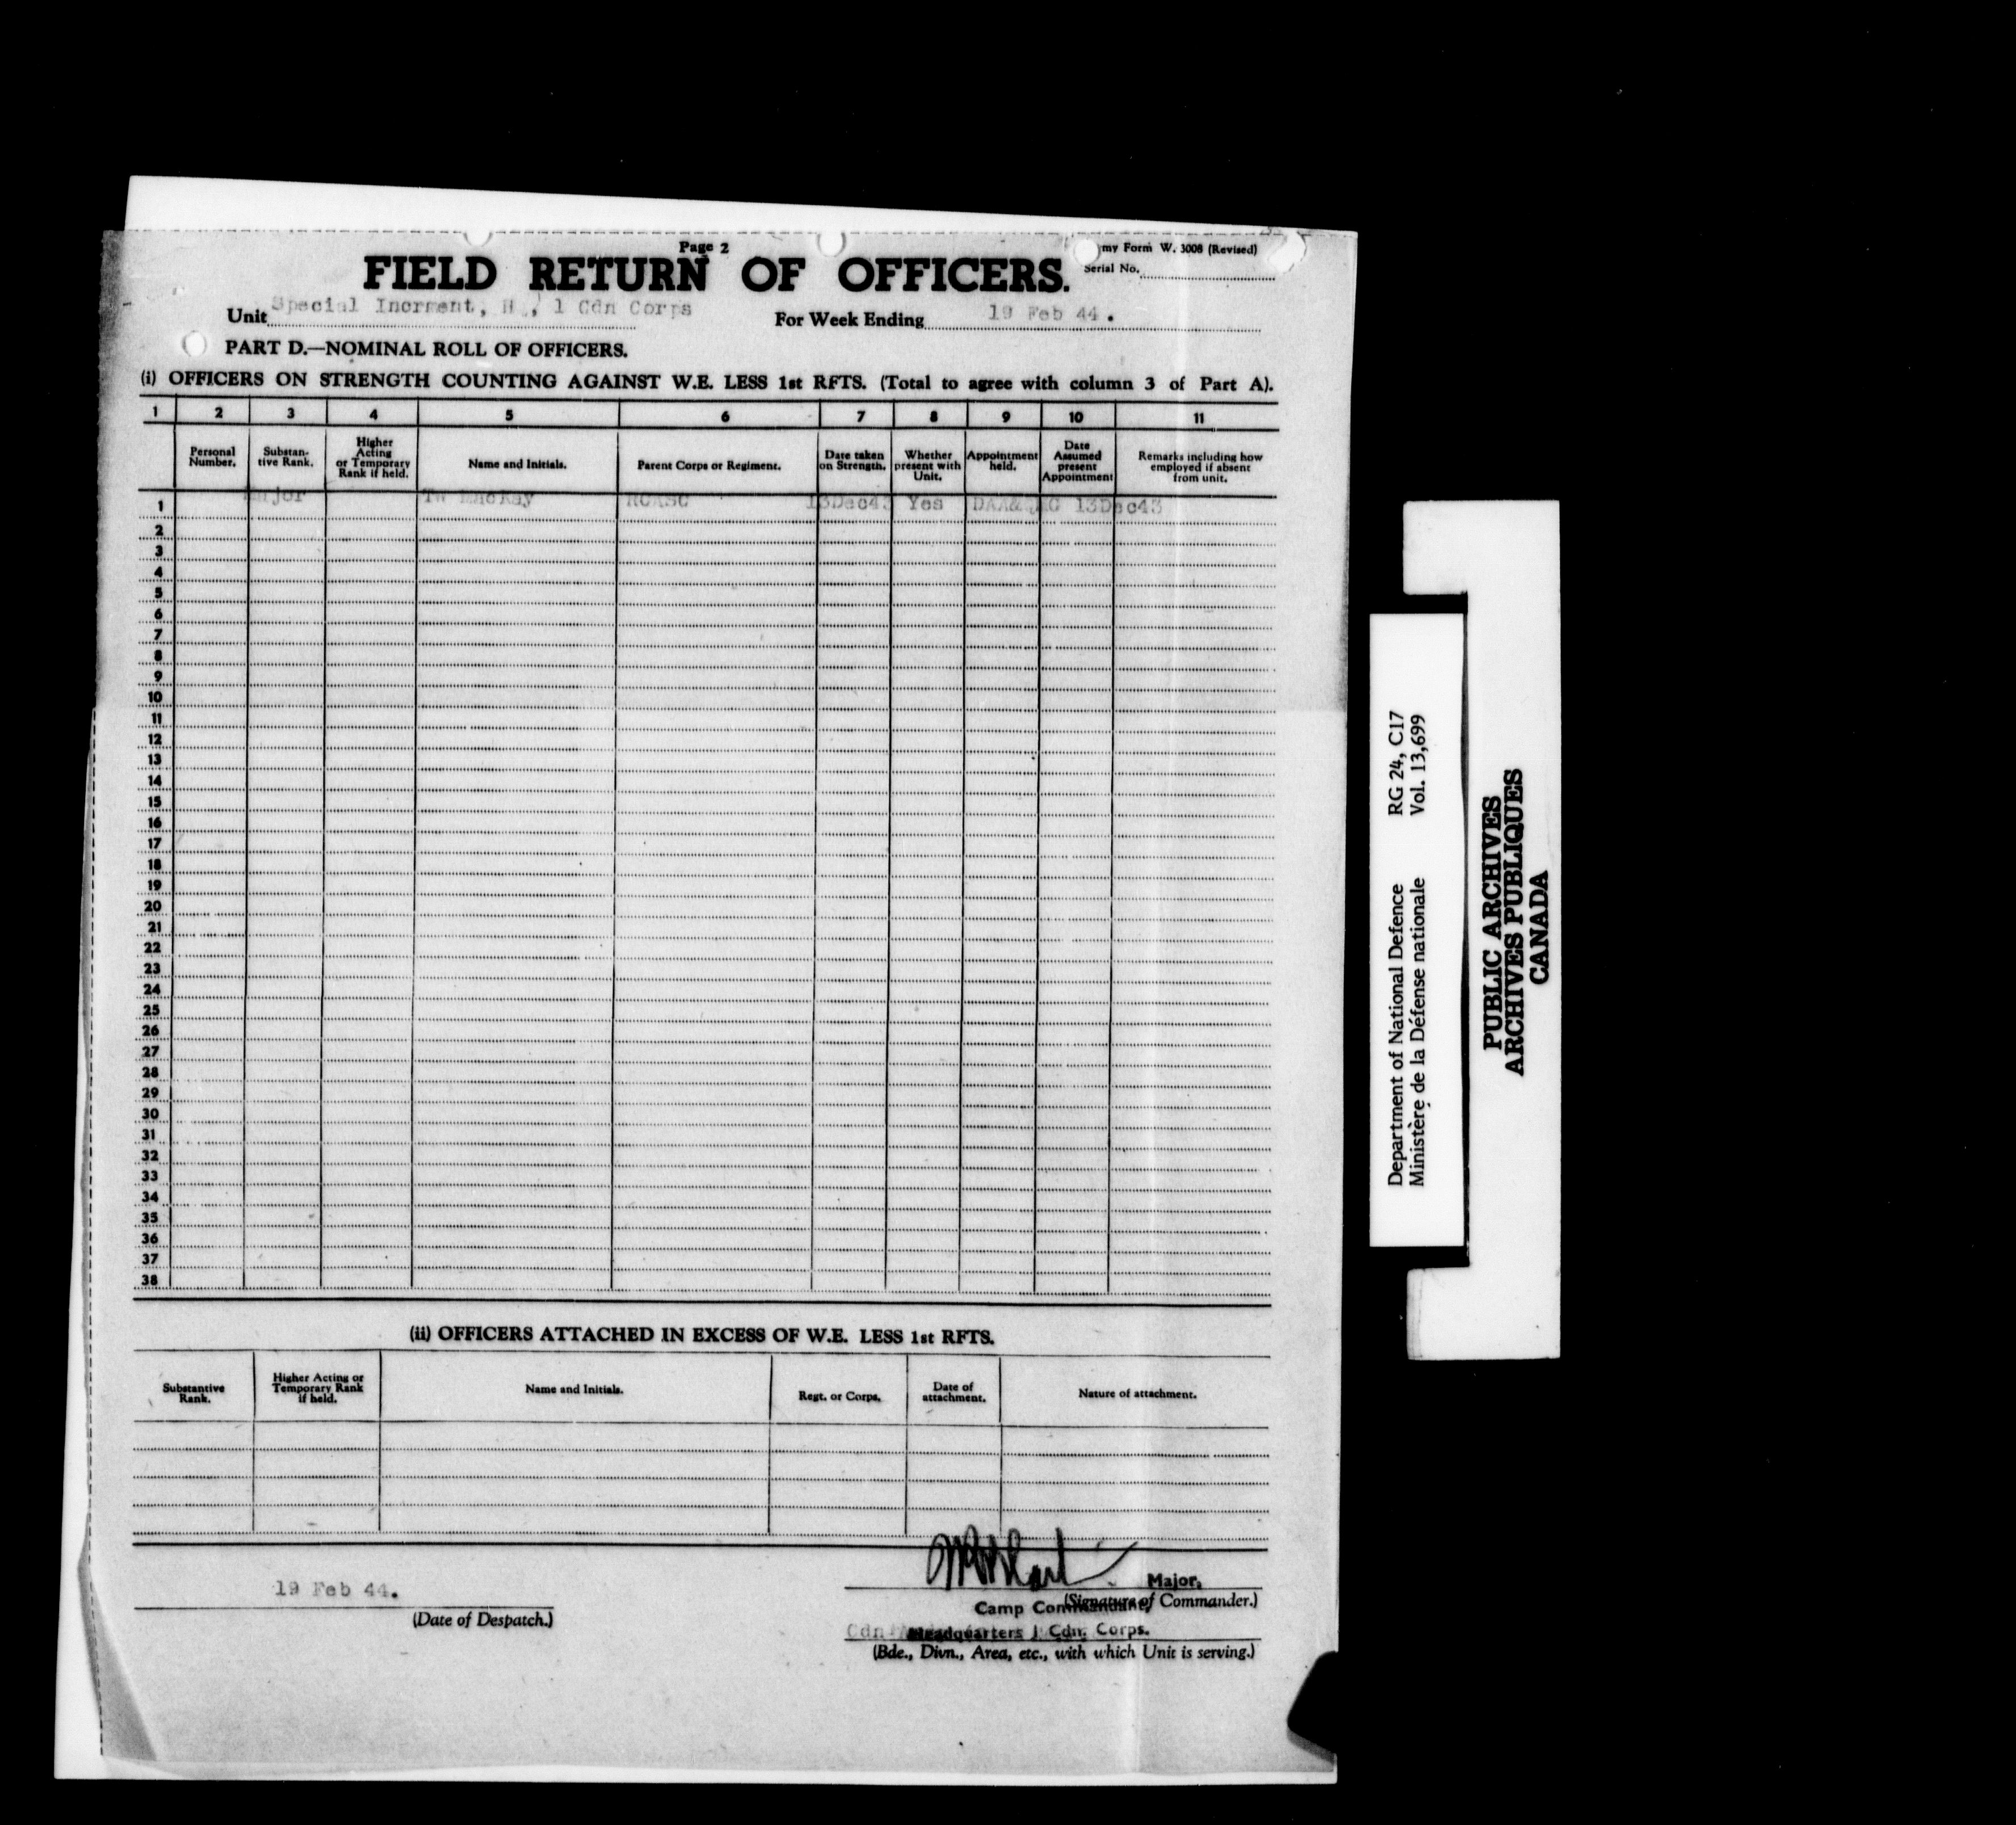 Page 2
my Form W. 3008 (Revised)
FIELD RETURN OF OFFICERS.
Serial No.
Unit Special Incrment, H , 1 Cdn Corps For Week Ending 19 Feb 44.
PART D.—NOMINAL ROLL OF OFFICERS.
(i) OFFICERS ON STRENGTH COUNTING AGAINST W.E. LESS 1st RFTS. (Total to agree with column 3 of Part A).
1 2 3 4 5 6 7 8 9 10 11
Personal Number. Substan-tive Rank. Higher Acting or Temporary Rank if held. Name and Initials. Parent Corps or Regiment. Date taken on Strength. Whether present with Unit. Appointment held. Date Assumed present Appointment Remarks including how employed if absent from unit.
1 Major TW MacKay RCASC 13Dec43 Yes DAA&QMG 13Dec43
2
3
4
5
6
7
8
9
10
11
12
13
14
15
16
17
18
19
20
21
22
23
24
25
26
27
28
29
30
31
32
33
34
35
36
37
38
(ii) OFFICERS ATTACHED IN EXCESS OF W.E. LESS 1st RFTS.
Substantive Rank. Higher Acting or Temporary Rank if held. Name and Initials. Regt. or Corps. Date of attachment. Nature of attachment.
19 Feb 44.
(Date of Despatch.)
Major,
(Signature of Commander.)
Camp Commandant,
Cdn
Headquarters 1 Cdn. Corps.
(Bde., Divn., Area, etc., with which Unit is serving.)
Department of National Defence RG 24, C17
Ministère de la Défense nationale Vol. 13,699
PUBLIC ARCHIVES
ARCHIVES PUBLIQUES
CANADA